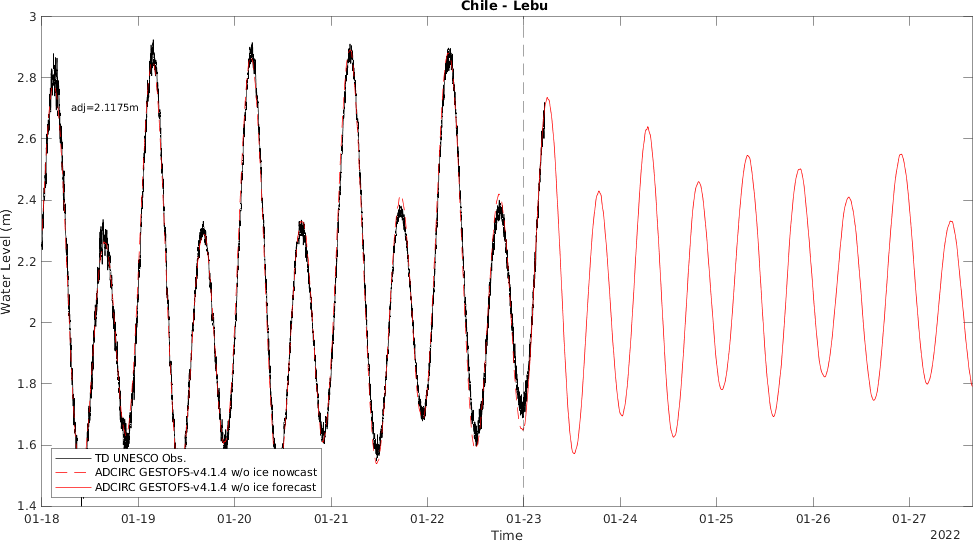 Chile - Lebu
3
2.8
2.6
2.4
2.2
2
1.8
1.6
1.4
Water Level (m)
adj=2.1175m
TD UNESCO Obs.
ADCIRC GESTOFS-v4.1.4 w/o ice nowcast
ADCIRC GESTOFS-v4.1.4 w/o ice forecast
01-18 01-19 01-20 01-21 01-22 01-23 01-24 01-25 01-26 01-27
Time
2022